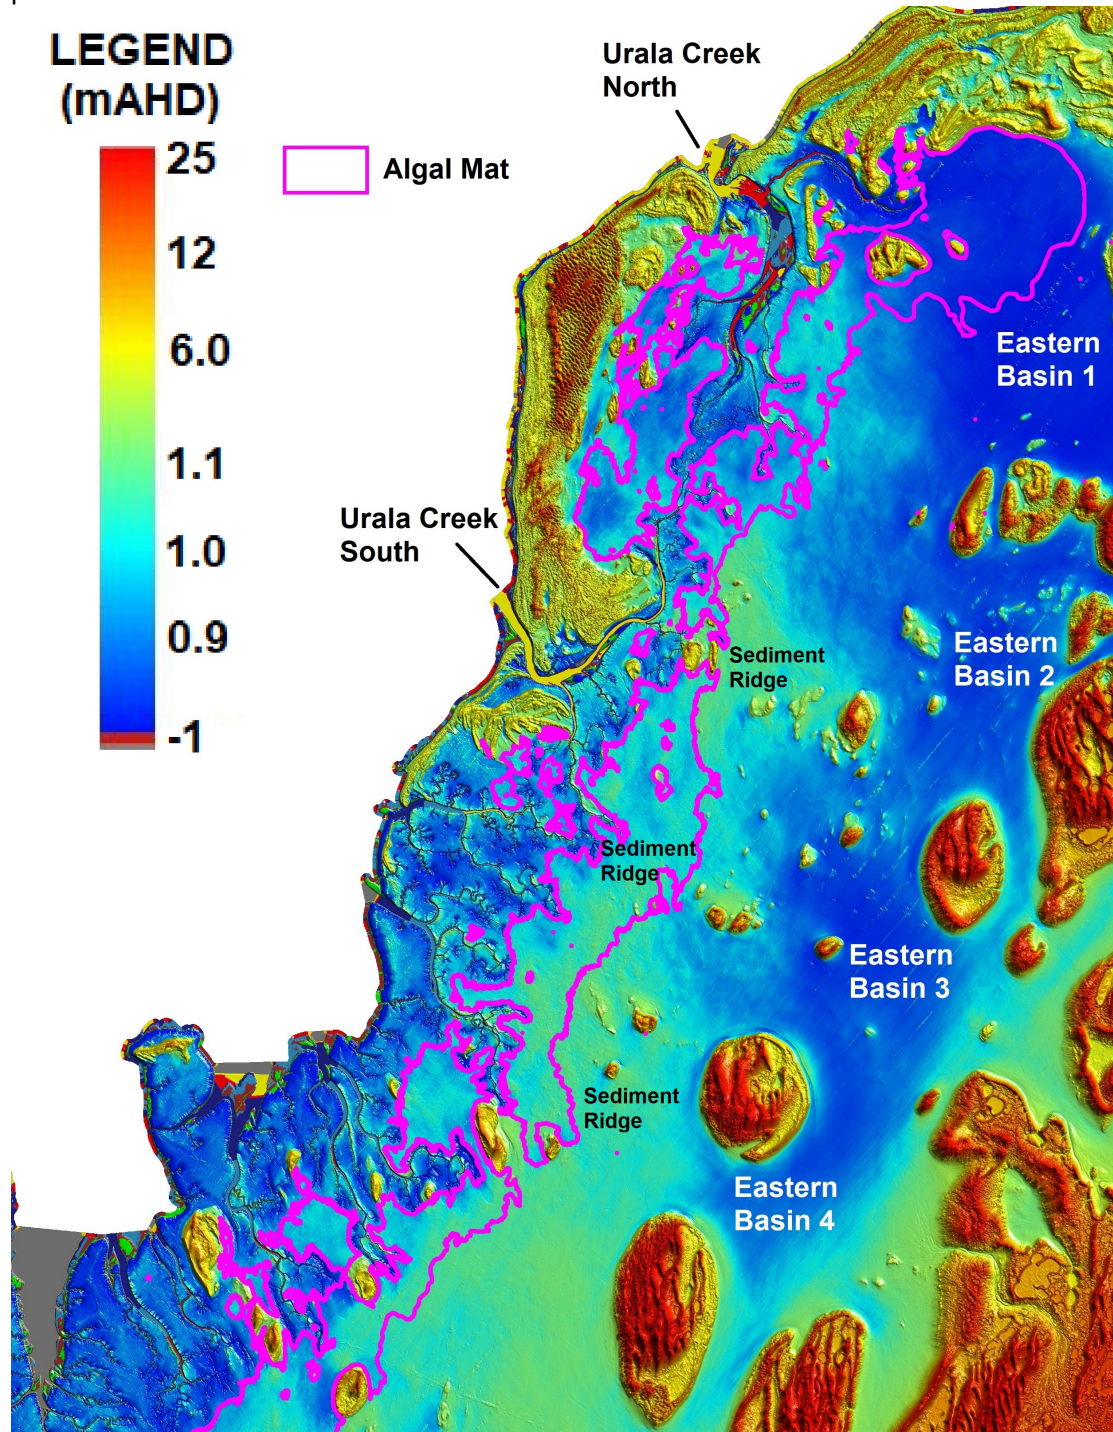 LEGEND
(mAHD)
25
12
6.0
1.1
1.0
0.9
-1
Algal Mat
Urala Creek
North
Eastern
Basin 1
Urala Creek
South
Eastern
Basin 2
Sediment
Ridge
Sediment
Ridge
Eastern
Basin 3
Sediment
Ridge
Eastern
Basin 4